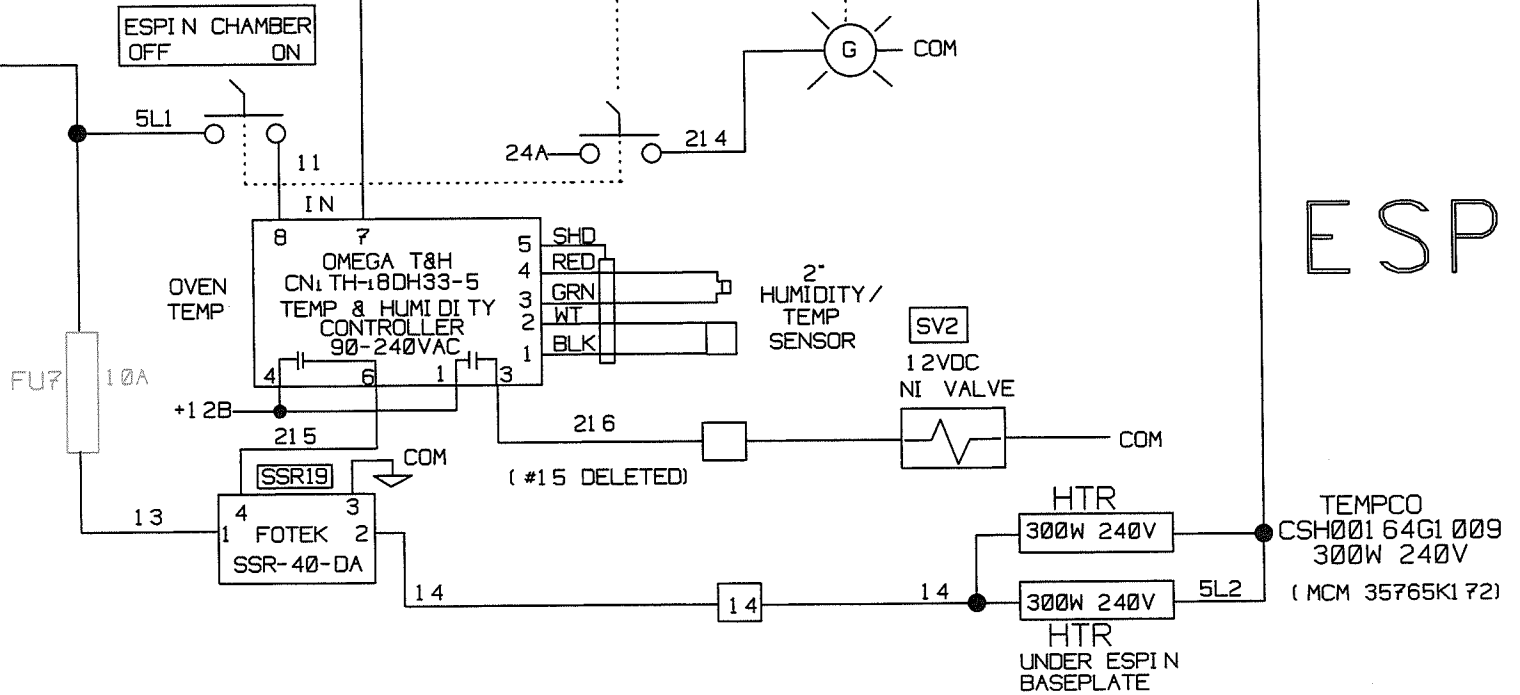 ESPIN CHAMBER
OFF ON
G
COM
5L1
11
24A
214
IN
8 7
OMEGA T&H
CN1TH-18DH33-5
TEMP & HUMIDITY
CONTROLLER
90-240VAC
OVEN
TEMP
5 SHD
4 RED
3 GRN
2 WT
1 BLK
2"
HUMIDITY/
TEMP
SENSOR
ESP
SV2
12VDC
NI VALVE
FU7 10A
4 6 1 3
+12B
215
216
COM
(#15 DELETED)
SSR19
COM
4 3
13
1 FOTEK 2
SSR-40-DA
14
14
14
HTR
300W 240V
300W 240V
5L2
HTR
UNDER ESPIN
BASEPLATE
TEMPCO
CSH00164G1009
300W 240V
(MCM 35765K172)